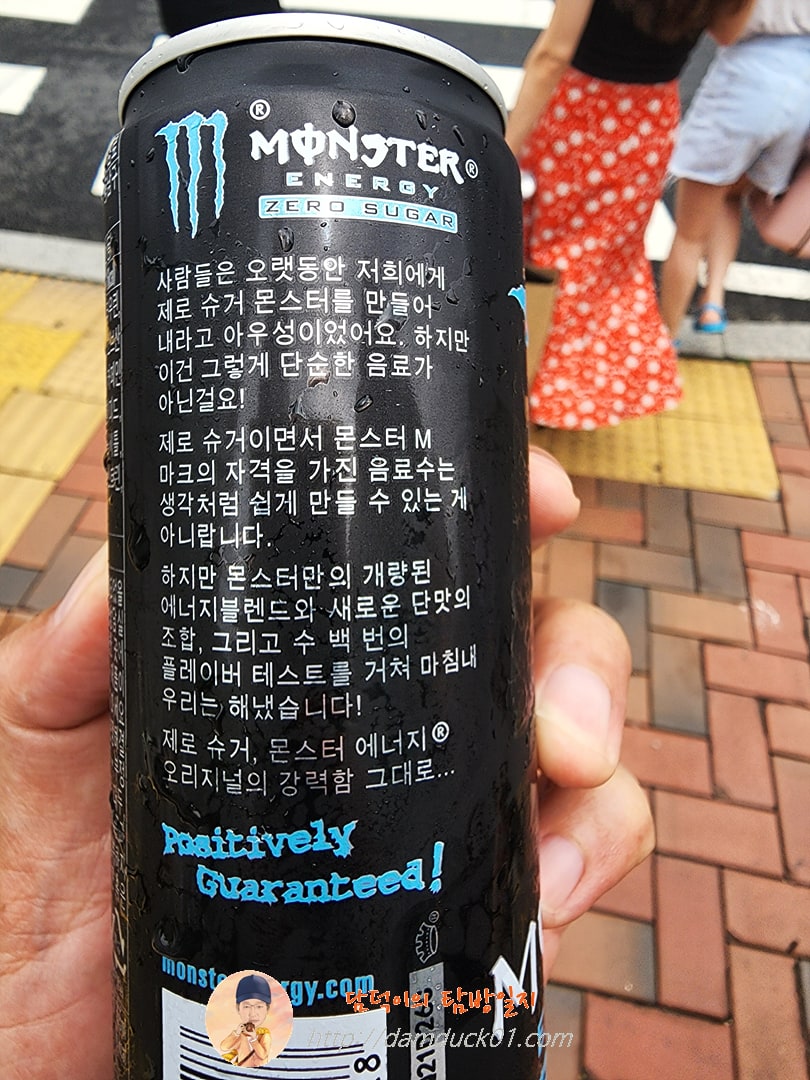 MONSTER
ENERGY
ZERO SUGAR
사람들은 오랫동안 저희에게
제로 슈거 몬스터를 만들어
내라고 아우성이었어요. 하지만
이건 그렇게 단순한 음료가
아닌걸요!
제로 슈거이면서 몬스터 M
마크의 자격을 가진 음료수는
생각처럼 쉽게 만들 수 있는 게
아니랍니다.
하지만 몬스터만의 개량된
에너지블렌드와 새로운 단맛의
조합, 그리고 수 백 번의
플레이버 테스트를 거쳐 마침내
우리는 해냈습니다!
제로 슈거, 몬스터 에너지®
오리지널의 강력함 그대로...
Positively
Guaranteed!
담덕이의 탐방일지
http://damduck01.com